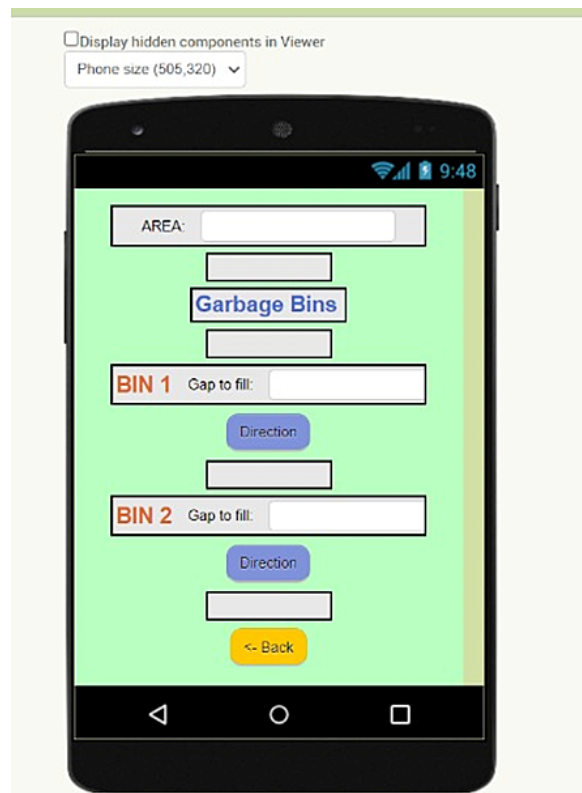 Display hidden components in Viewer
Phone size (505,320)
9:48
AREA:
Garbage Bins
BIN 1 Gap to fill:
Direction
BIN 2 Gap to fill:
Direction
<- Back